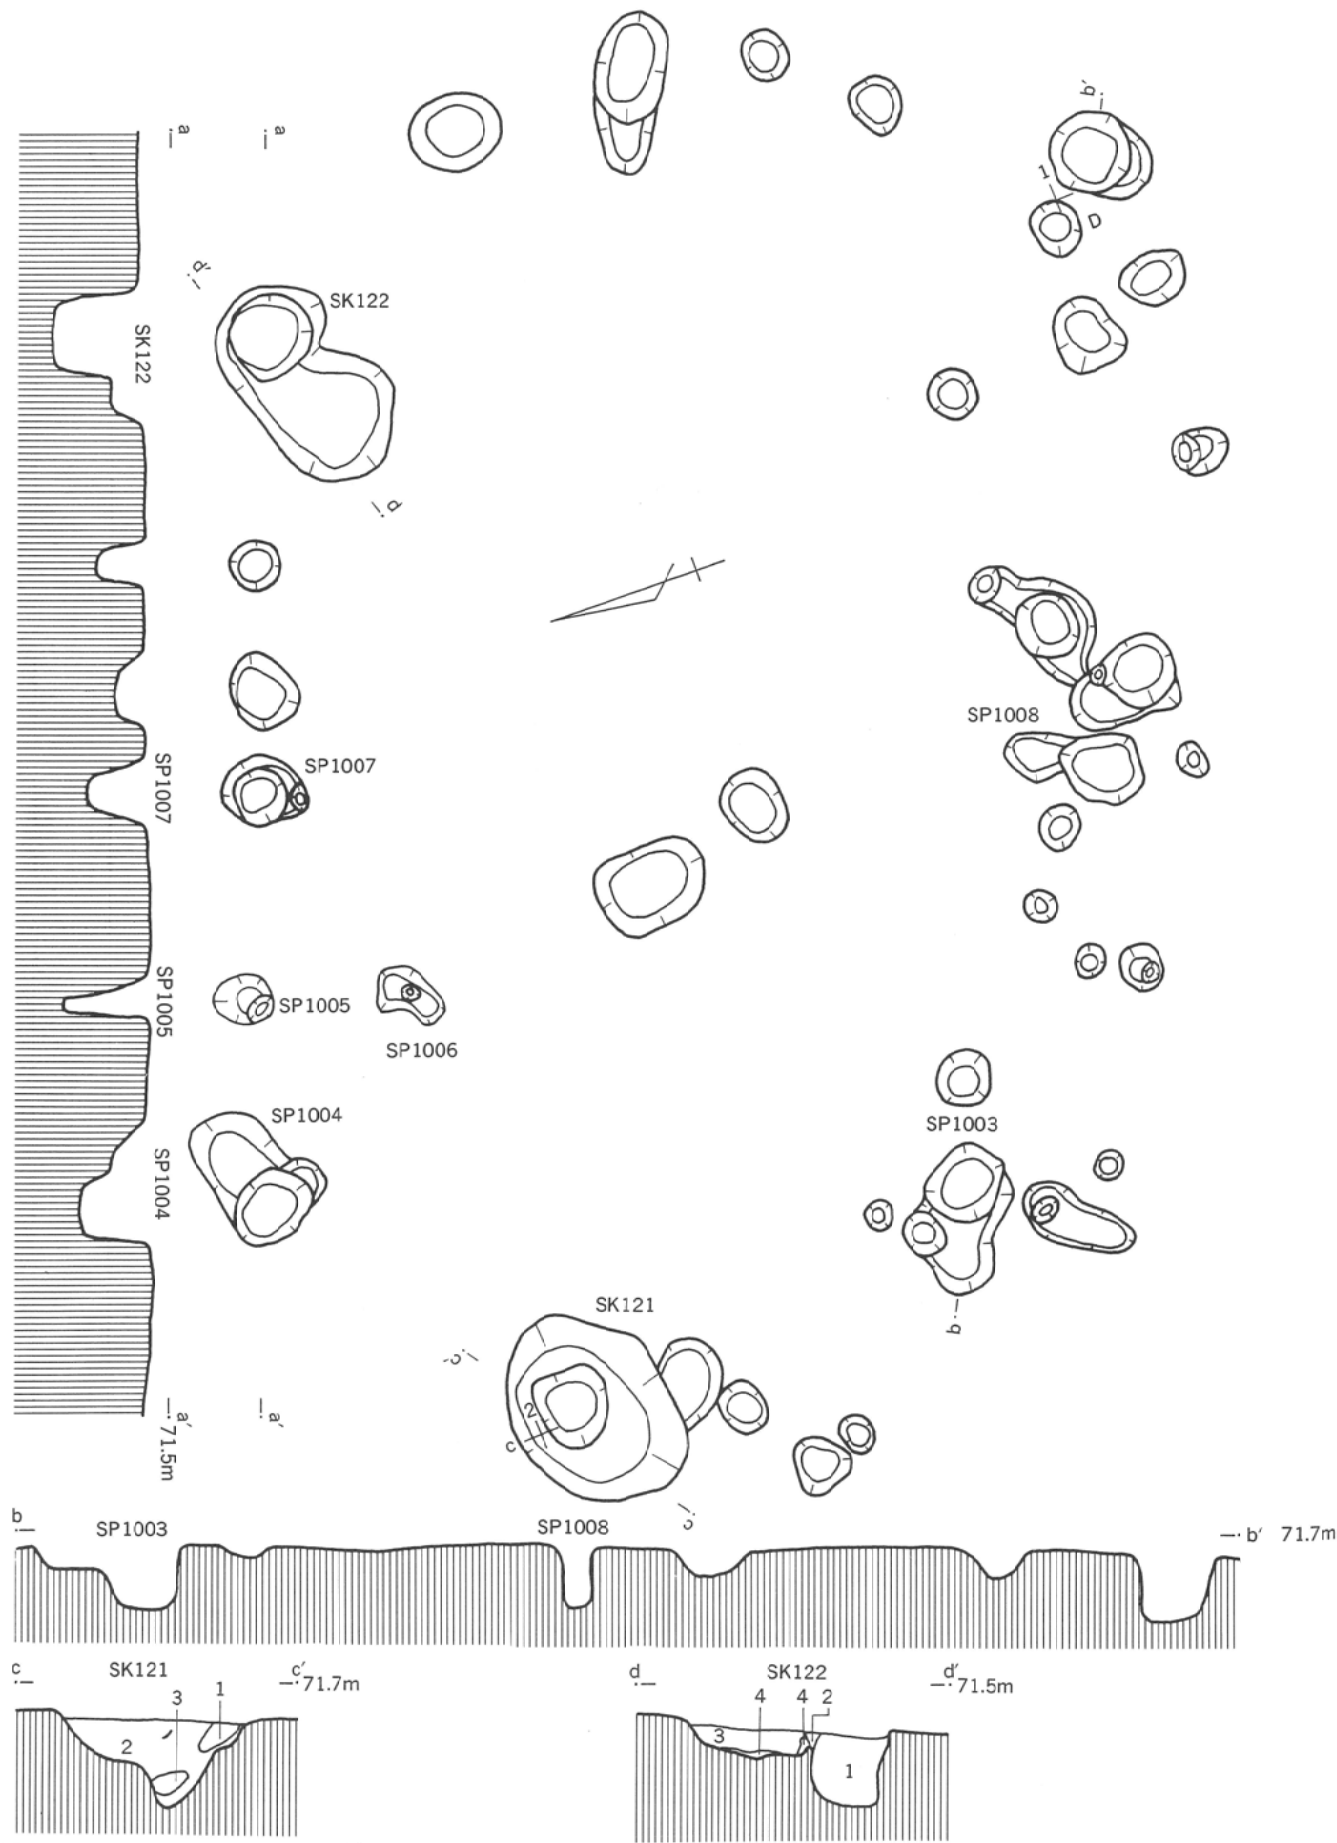 a
a
b′
1
D
d′
SK122
SK122
d
SP1008
SP1007
SP1007
SP1005
SP1005
SP1006
SP1004
SP1003
SP1004
SK121
b
c′
2
c
a′
a′
71.5m
c
b
SP1003
SP1008
b′ 71.7m
c
SK121
c′
71.7m
3
1
2
d
SK122
d′
71.5m
4
4
2
3
1